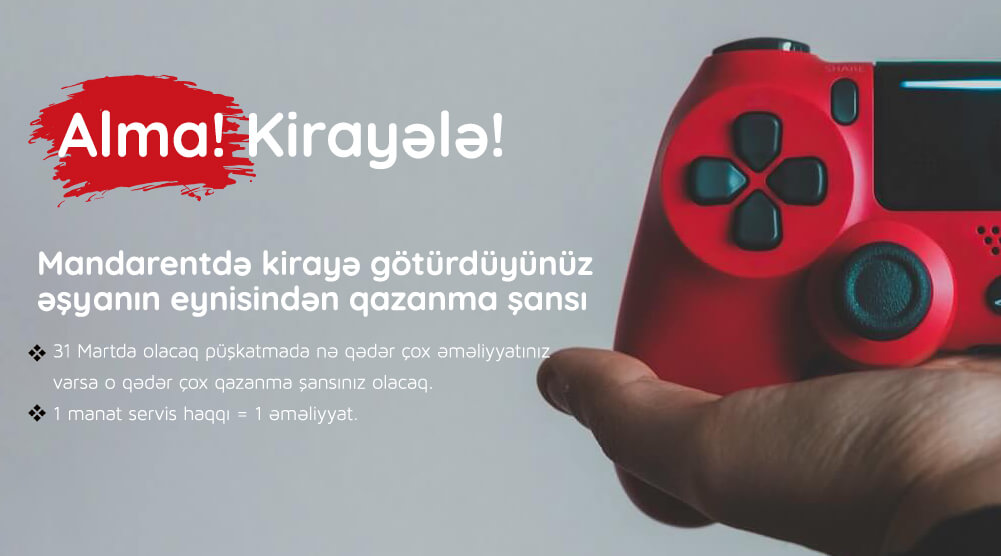 Alma! Kirayələ!
Mandarentdə kirayə götürdüyünüz
əşyanın eynisindən qazanma şansı
31 Martda olacaq püşkatmada nə qədər çox əməliyyatınız
varsa o qədər çox qazanma şansınız olacaq.
1 manat servis haqqı = 1 əməliyyat.
SHARE